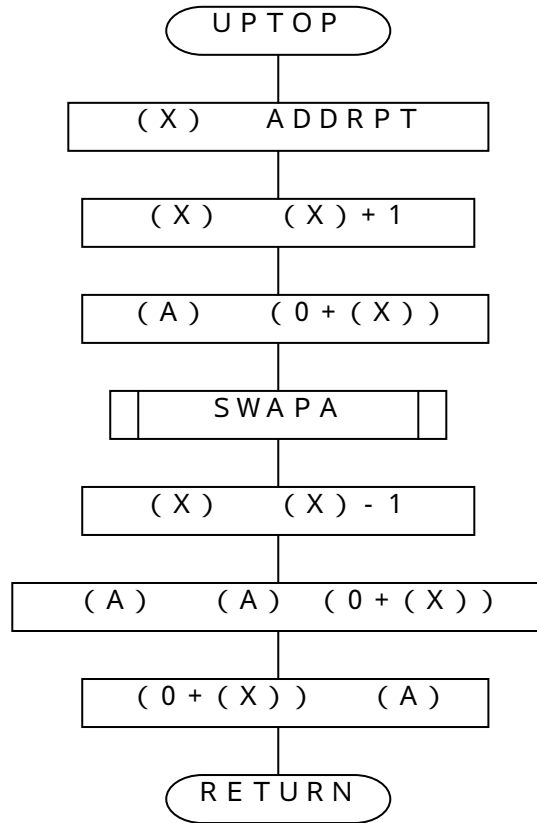 UPTOP
(X) ADDRPT
(X) (X)+1
(A) (0+(X))
SWAPA
(X) (X)-1
(A) (A) (0+(X))
(0+(X)) (A)
RETURN